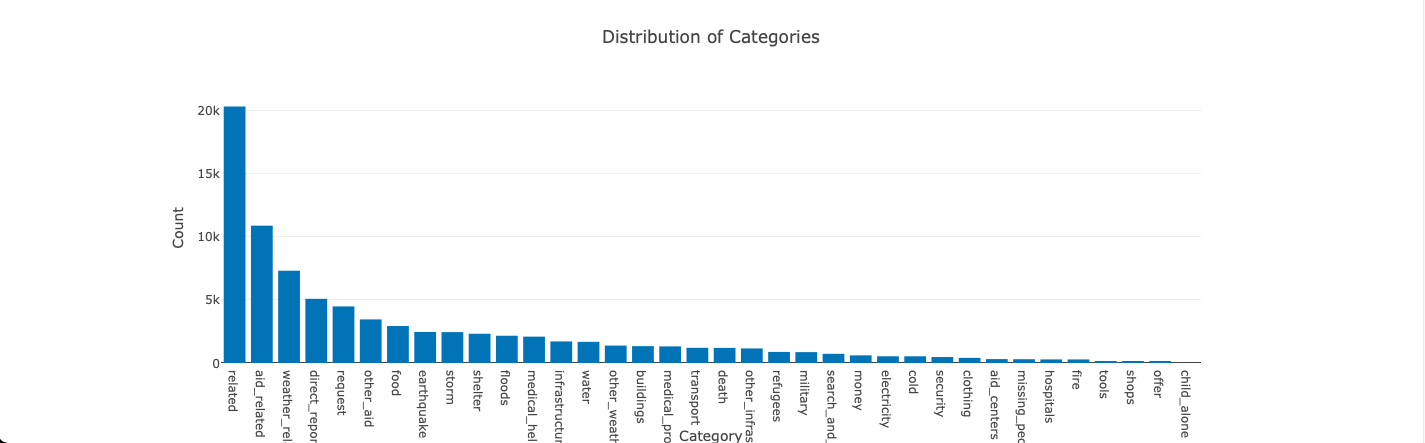 Distribution of Categories
20k
15k
10k
5k
0
Count
related
aid_related
weather_rel
direct_repor
request
other_aid
food
earthquake
storm
shelter
floods
medical_hel
infrastructur
water
other_weath
buildings
medical_pro
transport
death
other_infras
refugees
military
search_and_
money
electricity
cold
security
clothing
aid_centers
missing_peo
hospitals
fire
tools
shops
offer
child_alone
Category